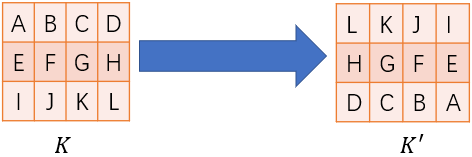 A B C D
E F G H
I J K L
K
L K J I
H G F E
D C B A
K′